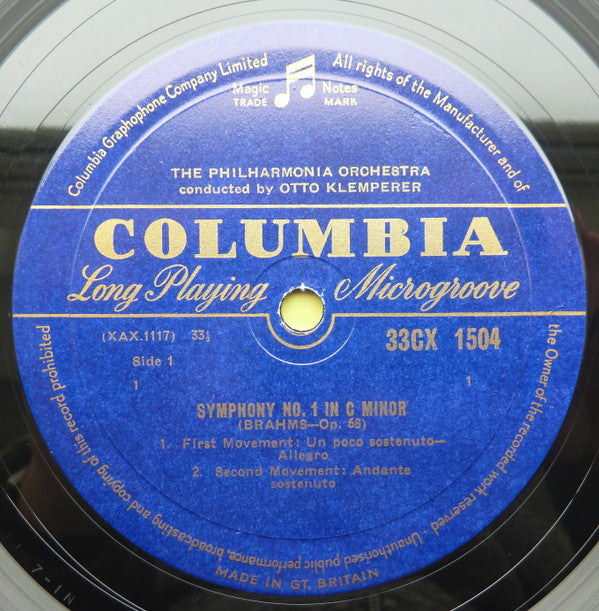 Columbia Graphophone Company Limited
All rights of the Manufacturer and of
the Owner of the recorded work reserved - Unauthorised public performance, broadcasting and copying of this record prohibited
Magic Notes
TRADE MARK
THE PHILHARMONIA ORCHESTRA
conducted by OTTO KLEMPERER
COLUMBIA
Long Playing Microgroove
(XAX.1117) 33⅓
33CX 1504
Side 1
1 1
SYMPHONY NO. 1 IN C MINOR
(BRAHMS—Op. 68)
1. First Movement: Un poco sostenuto—
Allegro
2. Second Movement: Andante
sostenuto
MADE IN GT. BRITAIN